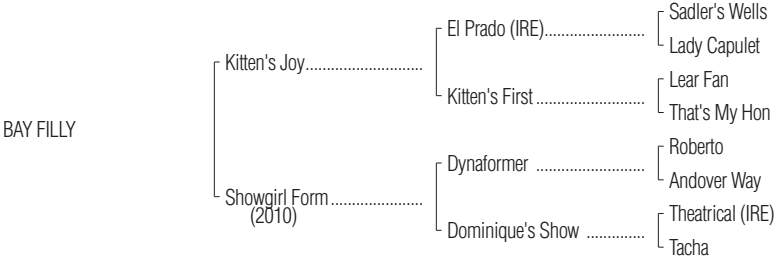 Sadler's Wells
El Prado (IRE)........................
Lady Capulet
Kitten's Joy............................
Lear Fan
Kitten's First..........................
That's My Hon
BAY FILLY
Roberto
Dynaformer ..........................
Andover Way
Showgirl Form......................
(2010)
Theatrical (IRE)
Dominique's Show ..............
Tacha